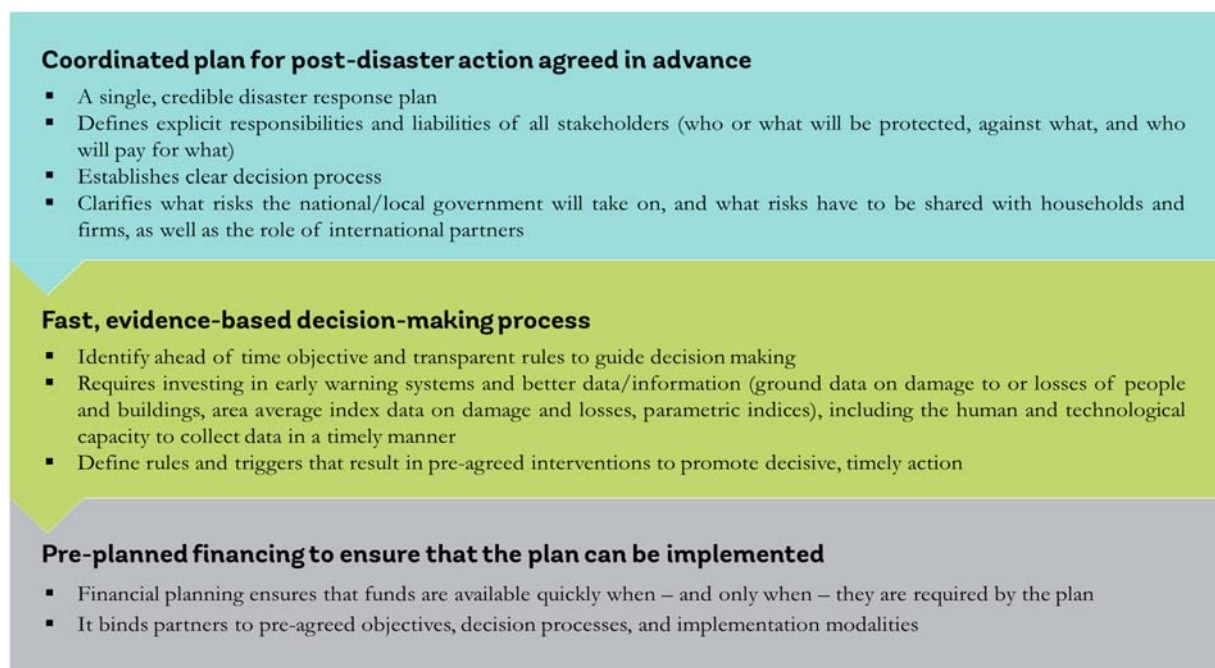 Coordinated plan for post-disaster action agreed in advance
▪ A single, credible disaster response plan
▪ Defines explicit responsibilities and liabilities of all stakeholders (who or what will be protected, against what, and who
will pay for what)
▪ Establishes clear decision process
▪ Clarifies what risks the national/local government will take on, and what risks have to be shared with households and
firms, as well as the role of international partners
Fast, evidence-based decision-making process
▪ Identify ahead of time objective and transparent rules to guide decision making
▪ Requires investing in early warning systems and better data/information (ground data on damage to or losses of people
and buildings, area average index data on damage and losses, parametric indices), including the human and technological
capacity to collect data in a timely manner
▪ Define rules and triggers that result in pre-agreed interventions to promote decisive, timely action
Pre-planned financing to ensure that the plan can be implemented
▪ Financial planning ensures that funds are available quickly when – and only when – they are required by the plan
▪ It binds partners to pre-agreed objectives, decision processes, and implementation modalities